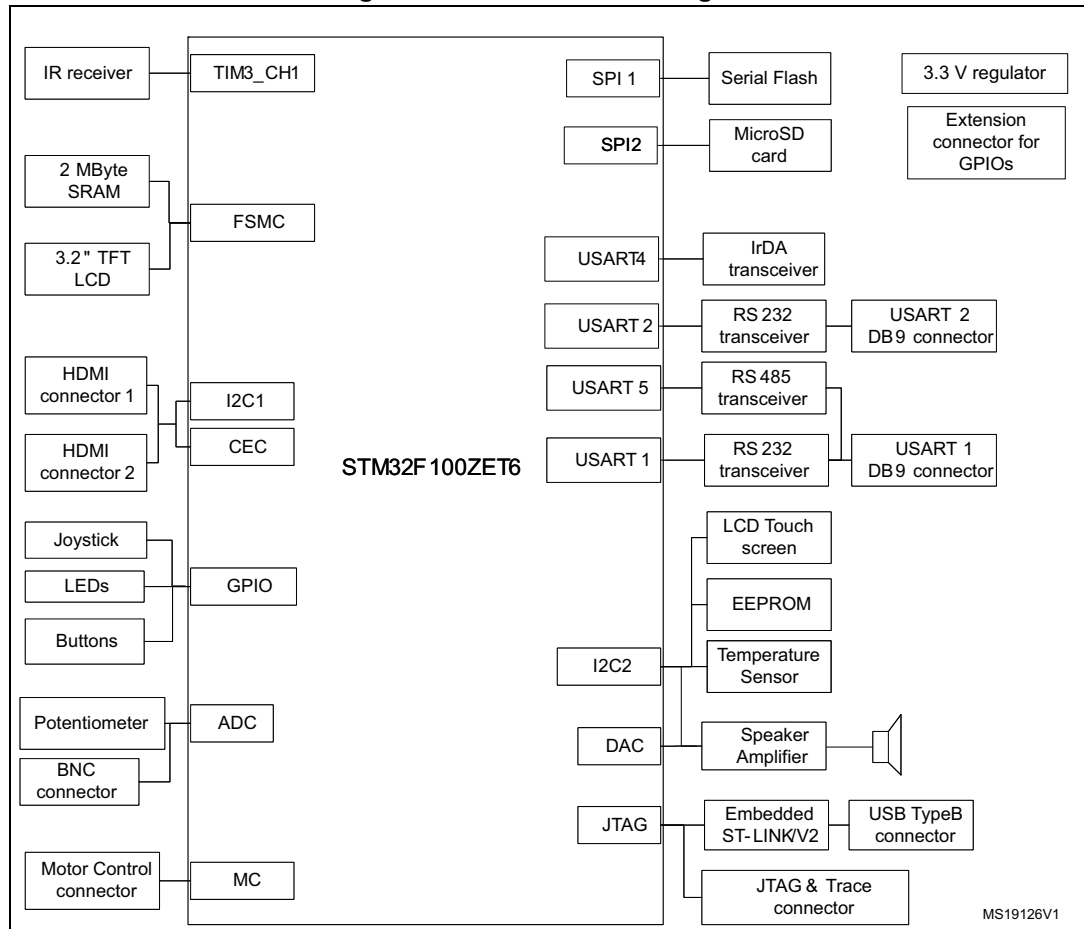 IR receiver
TIM3_CH1
2 MByte
SRAM
FSMC
3.2" TFT
LCD
HDMI
connector 1
I2C1
CEC
HDMI
connector 2
Joystick
LEDs
GPIO
Buttons
Potentiometer
ADC
BNC
connector
Motor Control
connector
MC
STM32F100ZET6
SPI 1
Serial Flash
SPI2
MicroSD
card
USART4
IrDA
transceiver
USART 2
RS 232
transceiver
USART 2
DB9 connector
USART 5
RS 485
transceiver
USART 1
RS 232
transceiver
USART 1
DB9 connector
LCD Touch
screen
EEPROM
I2C2
Temperature
Sensor
DAC
Speaker
Amplifier
JTAG
Embedded
ST-LINK/V2
USB TypeB
connector
JTAG & Trace
connector
3.3 V regulator
Extension
connector for
GPIOs
MS19126V1